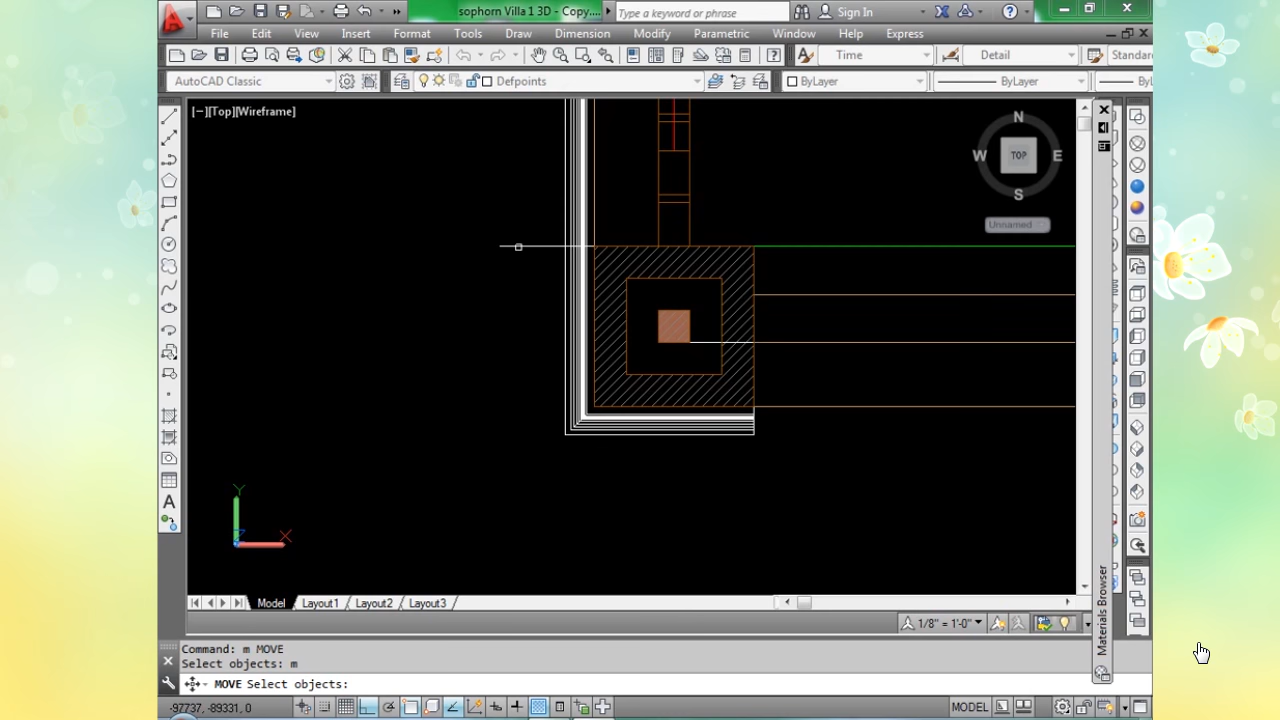 sophorn Villa 1 3D - Copy....
Type a keyword or phrase
Sign In
File Edit View Insert Format Tools Draw Dimension Modify Parametric Window Help Express
Time
Detail
Standard
AutoCAD Classic
Defpoints
ByLayer
ByLayer
[−][Top][Wireframe]
N
W
TOP
E
S
Unnamed
Y
X
Model Layout1 Layout2 Layout3
1/8" = 1'-0"
Materials Browser
Command: m MOVE
Select objects: m
MOVE Select objects:
-97737, -89331, 0
MODEL